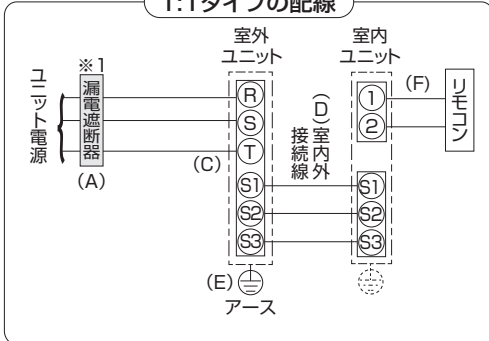 1:1タイプの配線
室外
ユニット
室内
ユニット
※1
漏電遮断器
(A)
ユニット電源
R
S
T
(C)
S1
S2
S3
(D)室内外
接続線
1
2
(F)
リモコン
S1
S2
S3
(E)
アース